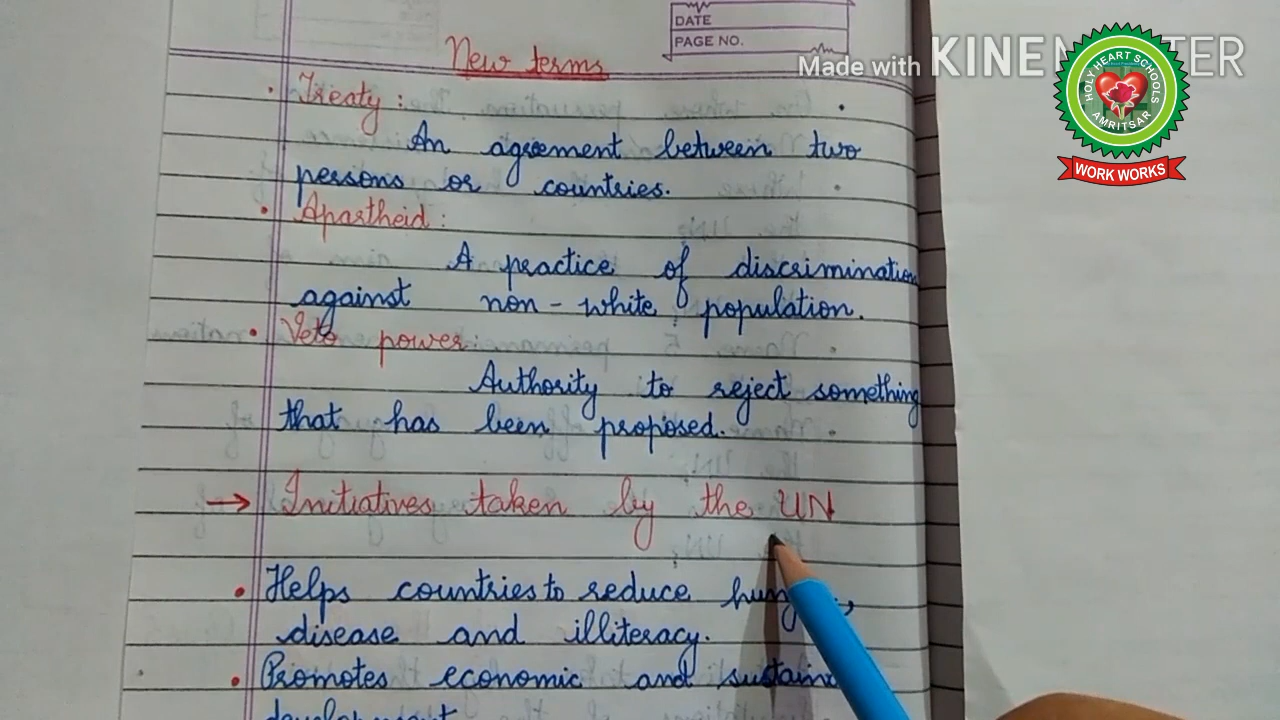 DATE
PAGE NO.
Made with KINEMASTER
HOLY HEART SCHOOLS
AMRITSAR
WORK WORKS
New terms
• Treaty :
An agreement between two
persons or countries.
• Apartheid :
A practice of discrimination
against non - white population.
• Veto power:
Authority to reject something
that has been proposed.
→ Initiatives taken by the UN
• Helps countries to reduce
disease and illiteracy.
• Promotes economic and